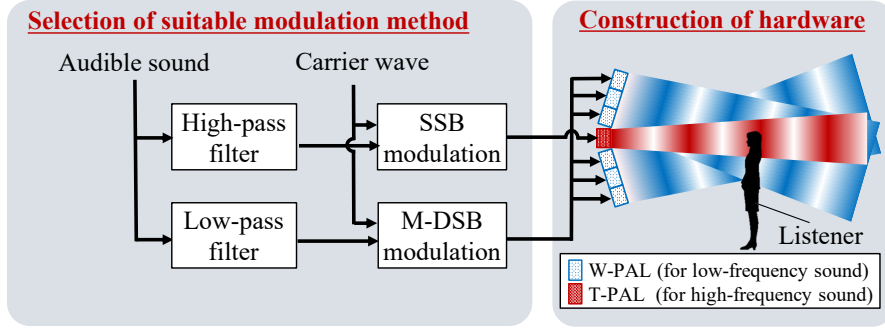 Selection of suitable modulation method
Audible sound
Carrier wave
High-pass
filter
SSB
modulation
Low-pass
filter
M-DSB
modulation
Construction of hardware
Listener
W-PAL (for low-frequency sound)
T-PAL (for high-frequency sound)